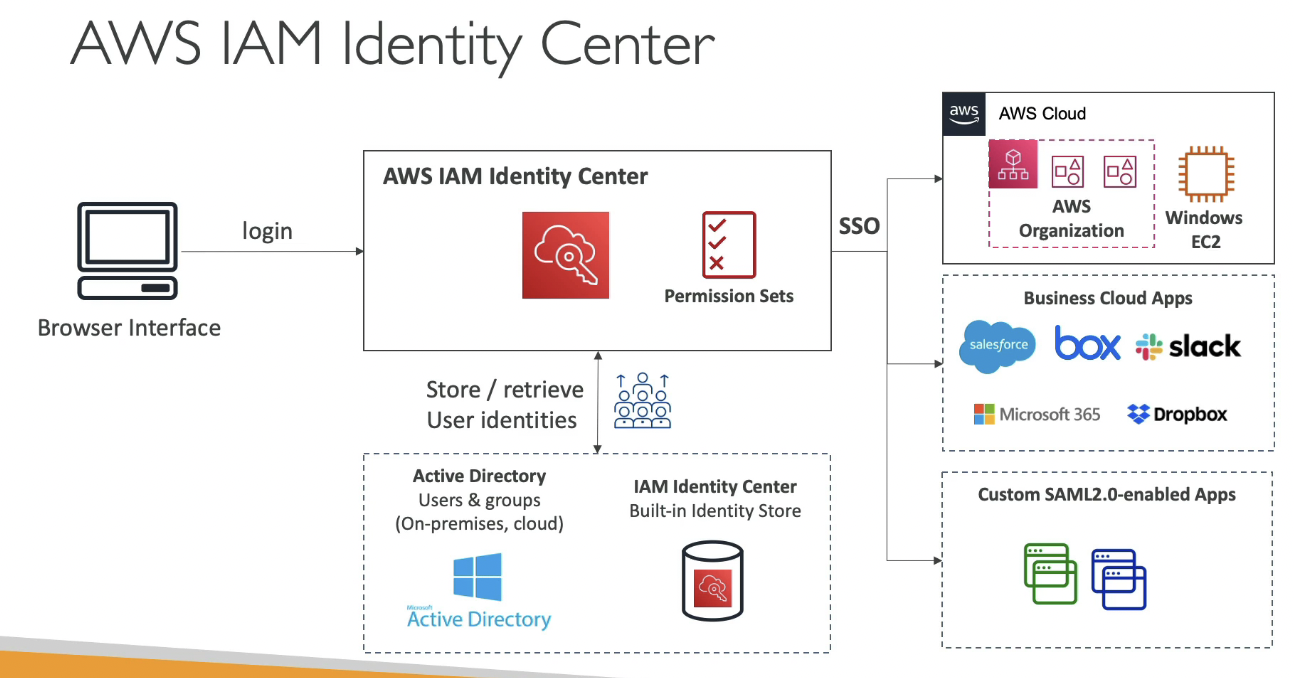 AWS IAM Identity Center
Browser Interface
login
AWS IAM Identity Center
Permission Sets
Store / retrieve
User identities
Active Directory
Users & groups
(On-premises, cloud)
Microsoft
Active Directory
IAM Identity Center
Built-in Identity Store
SSO
aws
AWS Cloud
AWS
Organization
Windows
EC2
Business Cloud Apps
salesforce
box
slack
Microsoft 365
Dropbox
Custom SAML2.0-enabled Apps